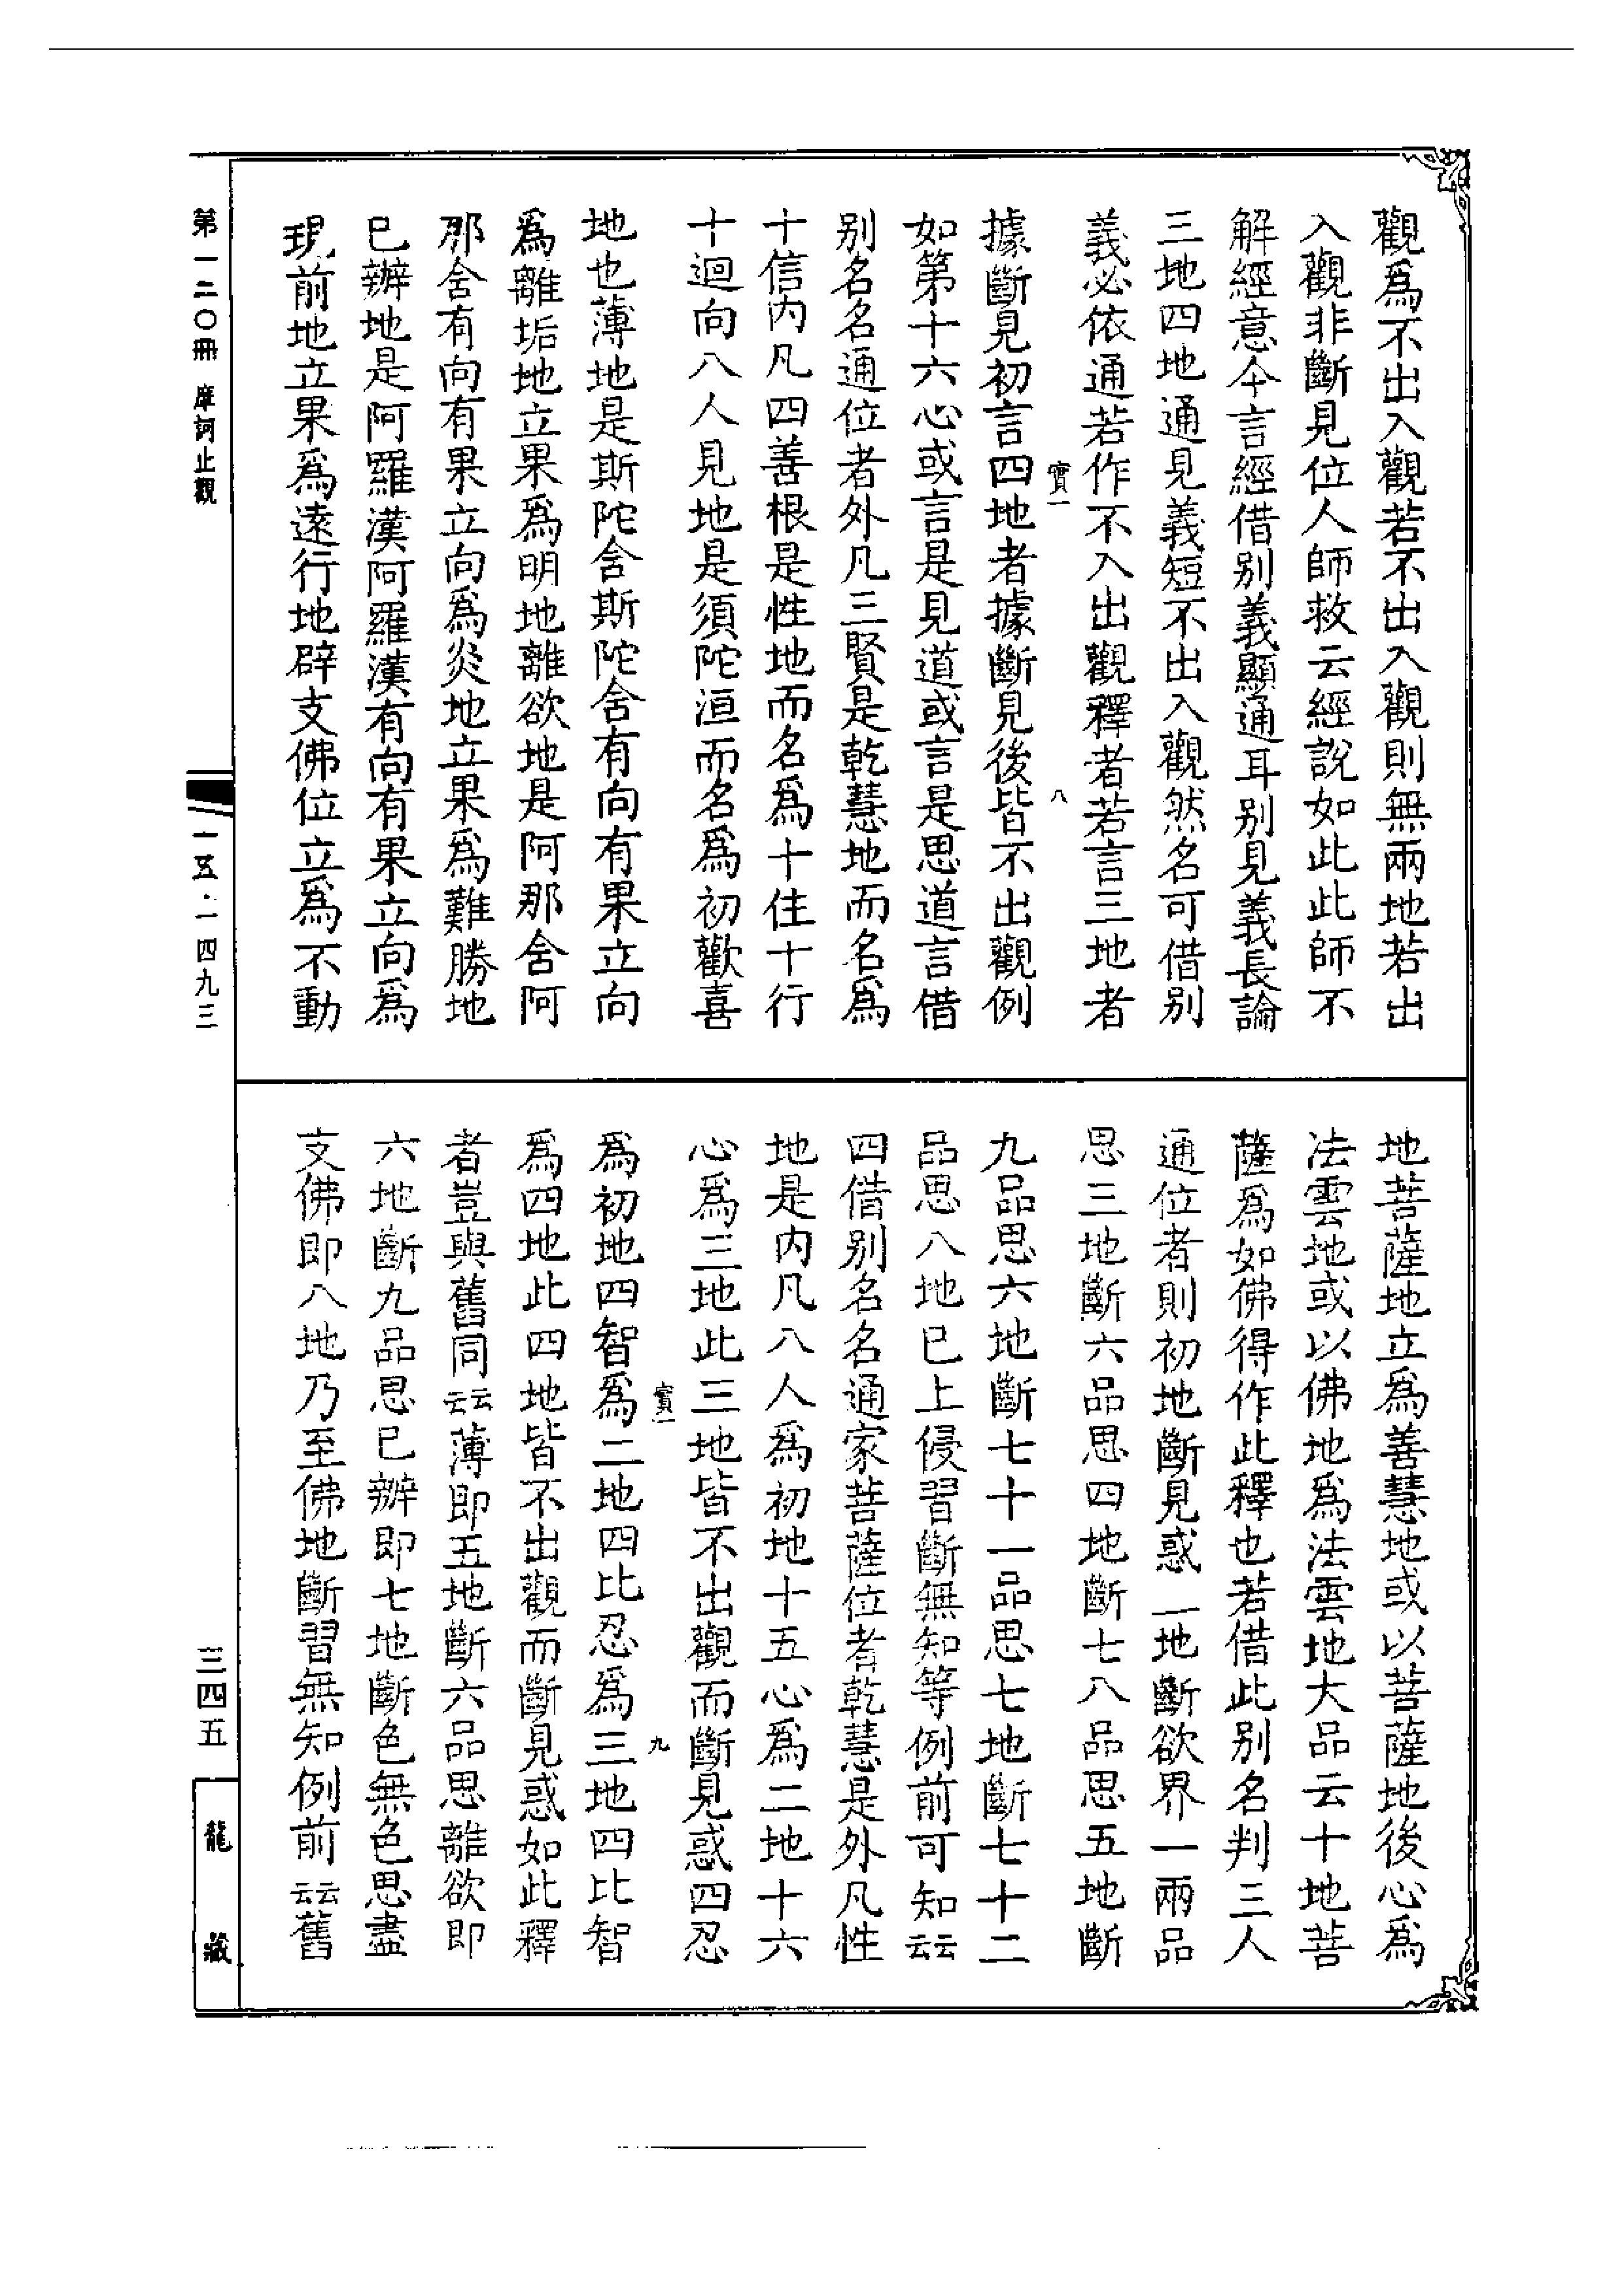 觀爲不出入觀若不出入觀則無兩地若出
入觀非斷見位人師救云經說如此此師不
解經意今言經借別義顯通耳別見義長論
三地四地通見義短不出入觀然名可借別
義必依通若作不入出觀釋者若言三地者
寶一
八
據斷見初言四地者據斷見後皆不出觀例
如第十六心或言是見道或言是思道言借
別名名通位者外凡三賢是乾慧地而名爲
十信內凡四善根是性地而名爲十住十行
十迴向八人見地是須陀洹而名爲初歡喜
地也薄地是斯陀舍斯陀舍有向有果立向
爲離垢地立果爲明地離欲地是阿那舍阿
那舍有向有果立向爲炎地立果爲難勝地
已辦地是阿羅漢阿羅漢有向有果立向爲
現前地立果爲遠行地辟支佛位立爲不動
地菩薩地立爲善慧地或以菩薩地後心爲
法雲地或以佛地爲法雲地大品云十地菩
薩爲如佛得作此釋也若借此別名判三人
通位者則初地斷見惑二地斷欲界一兩品
思三地斷六品思四地斷七八品思五地斷
九品思六地斷七十一品思七地斷七十二
品思八地已上侵習斷無知等例前可知云云
四借別名名通家菩薩位者乾慧是外凡性
地是內凡八人爲初地十五心爲二地十六
心爲三地此三地皆不出觀而斷見惑四忍
寶一
九
爲初地四智爲二地四比忍爲三地四比智
爲四地此四地皆不出觀而斷見惑如此釋
者豈與舊同云云薄即五地斷六品思離欲即
六地斷九品思已辦即七地斷色無色思盡
支佛即八地乃至佛地斷習無知例前云云舊
第一二〇冊 摩訶止觀
一五·一四九三
三四五
龍藏